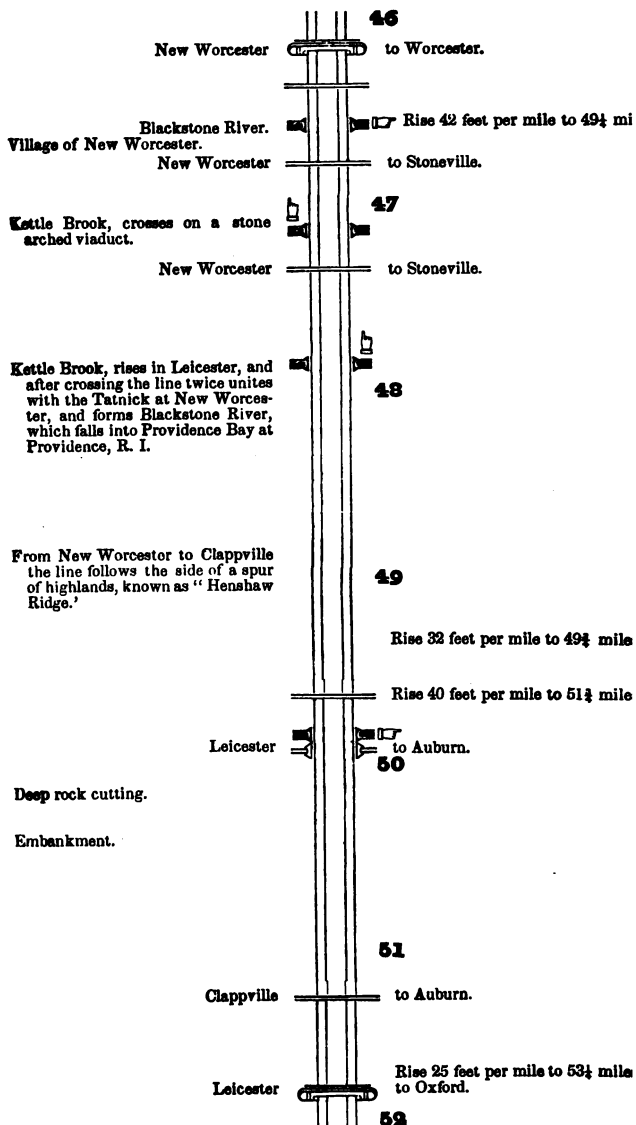 46
New Worcester to Worcester.
Blackstone River. Rise 42 feet per mile to 49¼ mi
Village of New Worcester.
New Worcester to Stoneville.
47
Kettle Brook, crosses on a stone
arched viaduct.
New Worcester to Stoneville.
Kettle Brook, rises in Leicester, and
after crossing the line twice unites
with the Tatnick at New Worces-
ter, and forms Blackstone River,
which falls into Providence Bay at
Providence, R. I.
48
From New Worcester to Clappville
the line follows the side of a spur
of highlands, known as " Henshaw
Ridge.'
49
Rise 32 feet per mile to 49¾ mile
Rise 40 feet per mile to 51¾ mile
Leicester to Auburn.
50
Deep rock cutting.
Embankment.
51
Clappville to Auburn.
Rise 25 feet per mile to 53¼ mile
Leicester to Oxford.
52